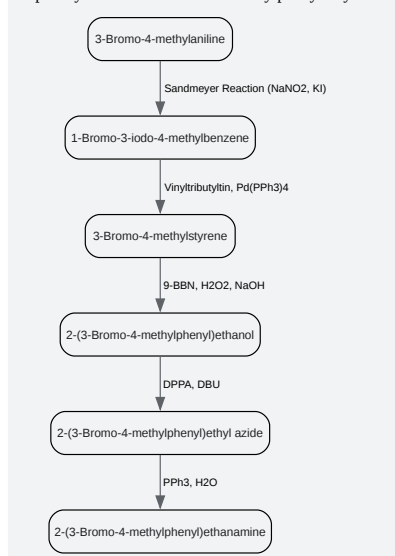 3-Bromo-4-methylaniline
Sandmeyer Reaction (NaNO2, KI)
1-Bromo-3-iodo-4-methylbenzene
Vinyltributyltin, Pd(PPh3)4
3-Bromo-4-methylstyrene
9-BBN, H2O2, NaOH
2-(3-Bromo-4-methylphenyl)ethanol
DPPA, DBU
2-(3-Bromo-4-methylphenyl)ethyl azide
PPh3, H2O
2-(3-Bromo-4-methylphenyl)ethanamine